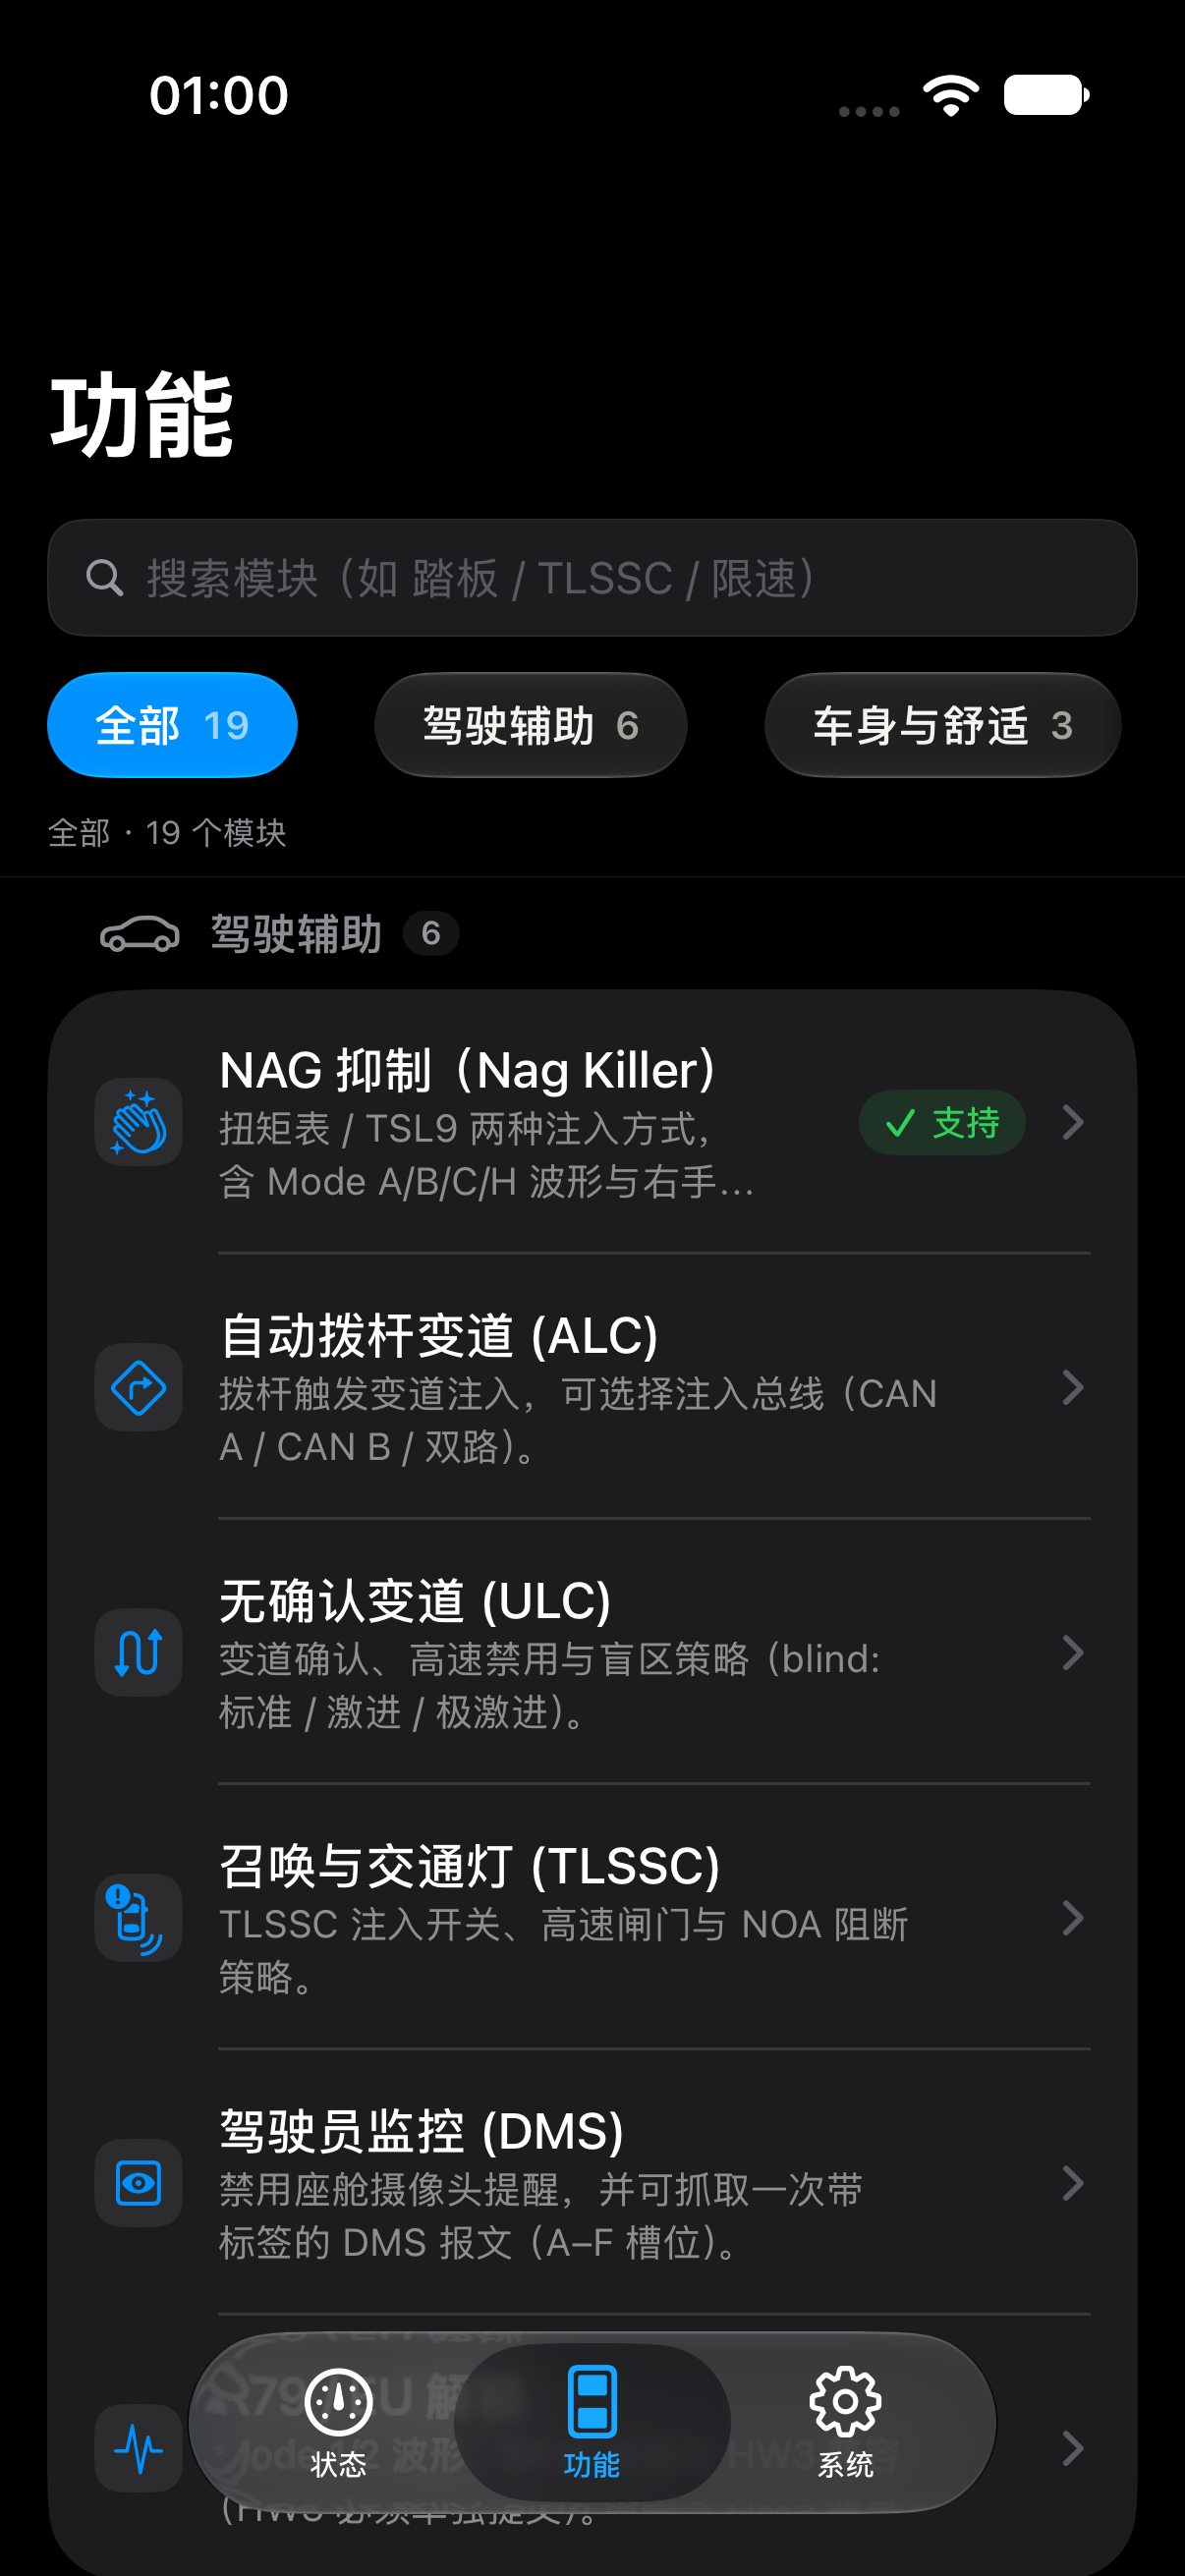 01:00
功能
搜索模块（如 踏板 / TLSSC / 限速）
全部 19
驾驶辅助 6
车身与舒适 3
全部 · 19 个模块
驾驶辅助 6
NAG 抑制（Nag Killer）
扭矩表 / TSL9 两种注入方式，
含 Mode A/B/C/H 波形与右手...
支持
自动拨杆变道 (ALC)
拨杆触发变道注入，可选择注入总线（CAN
A / CAN B / 双路）。
无确认变道 (ULC)
变道确认、高速禁用与盲区策略（blind:
标准 / 激进 / 极激进）。
召唤与交通灯 (TLSSC)
TLSSC 注入开关、高速闸门与 NOA 阻断
策略。
驾驶员监控 (DMS)
禁用座舱摄像头提醒，并可抓取一次带
标签的 DMS 报文（A–F 槽位）。
状态
功能
系统